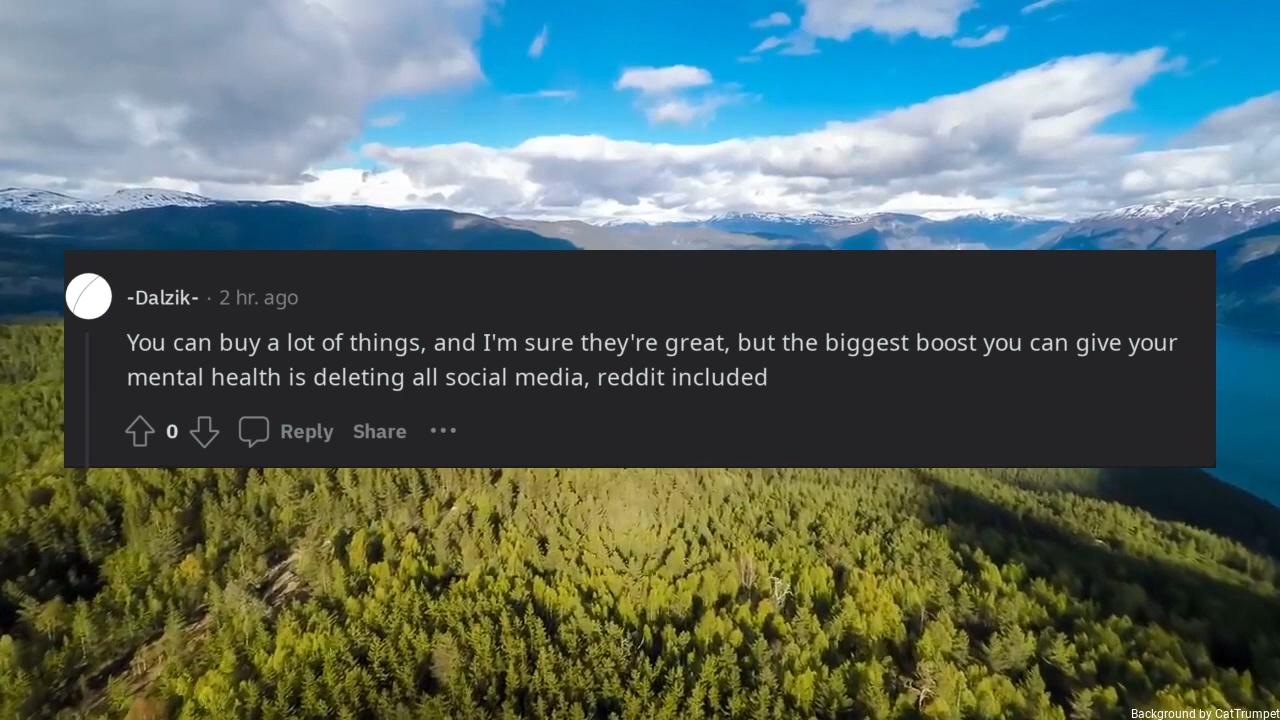 -Dalzik- · 2 hr. ago
You can buy a lot of things, and I'm sure they're great, but the biggest boost you can give your
mental health is deleting all social media, reddit included
0 Reply Share •••
Background by CatTrumpet